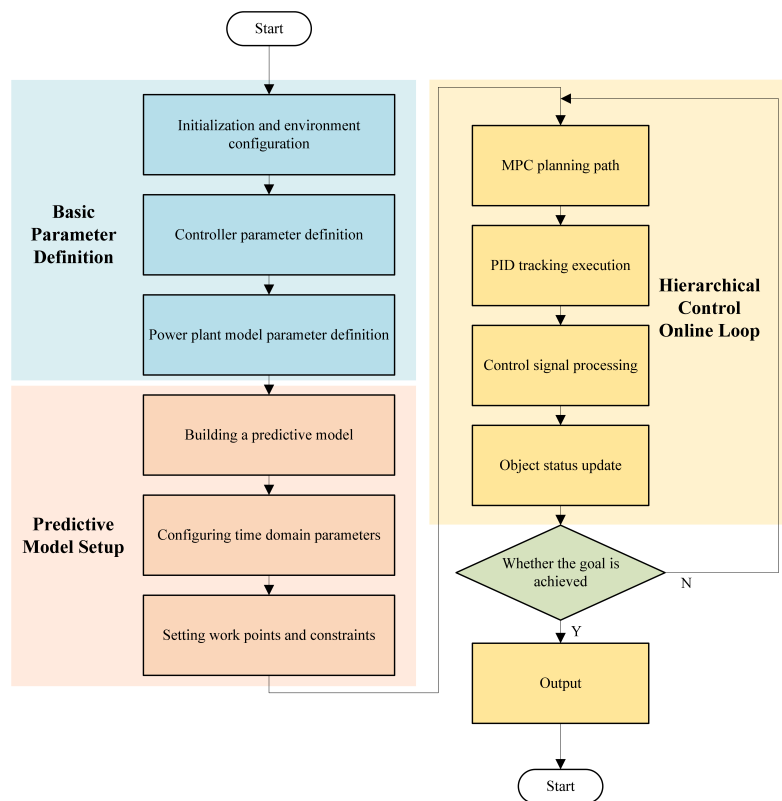 Start
Basic
Parameter
Definition
Initialization and environment
configuration
Controller parameter definition
Power plant model parameter definition
Predictive
Model Setup
Building a predictive model
Configuring time domain parameters
Setting work points and constraints
Hierarchical
Control
Online Loop
MPC planning path
PID tracking execution
Control signal processing
Object status update
Whether the goal is
achieved
N
Y
Output
Start